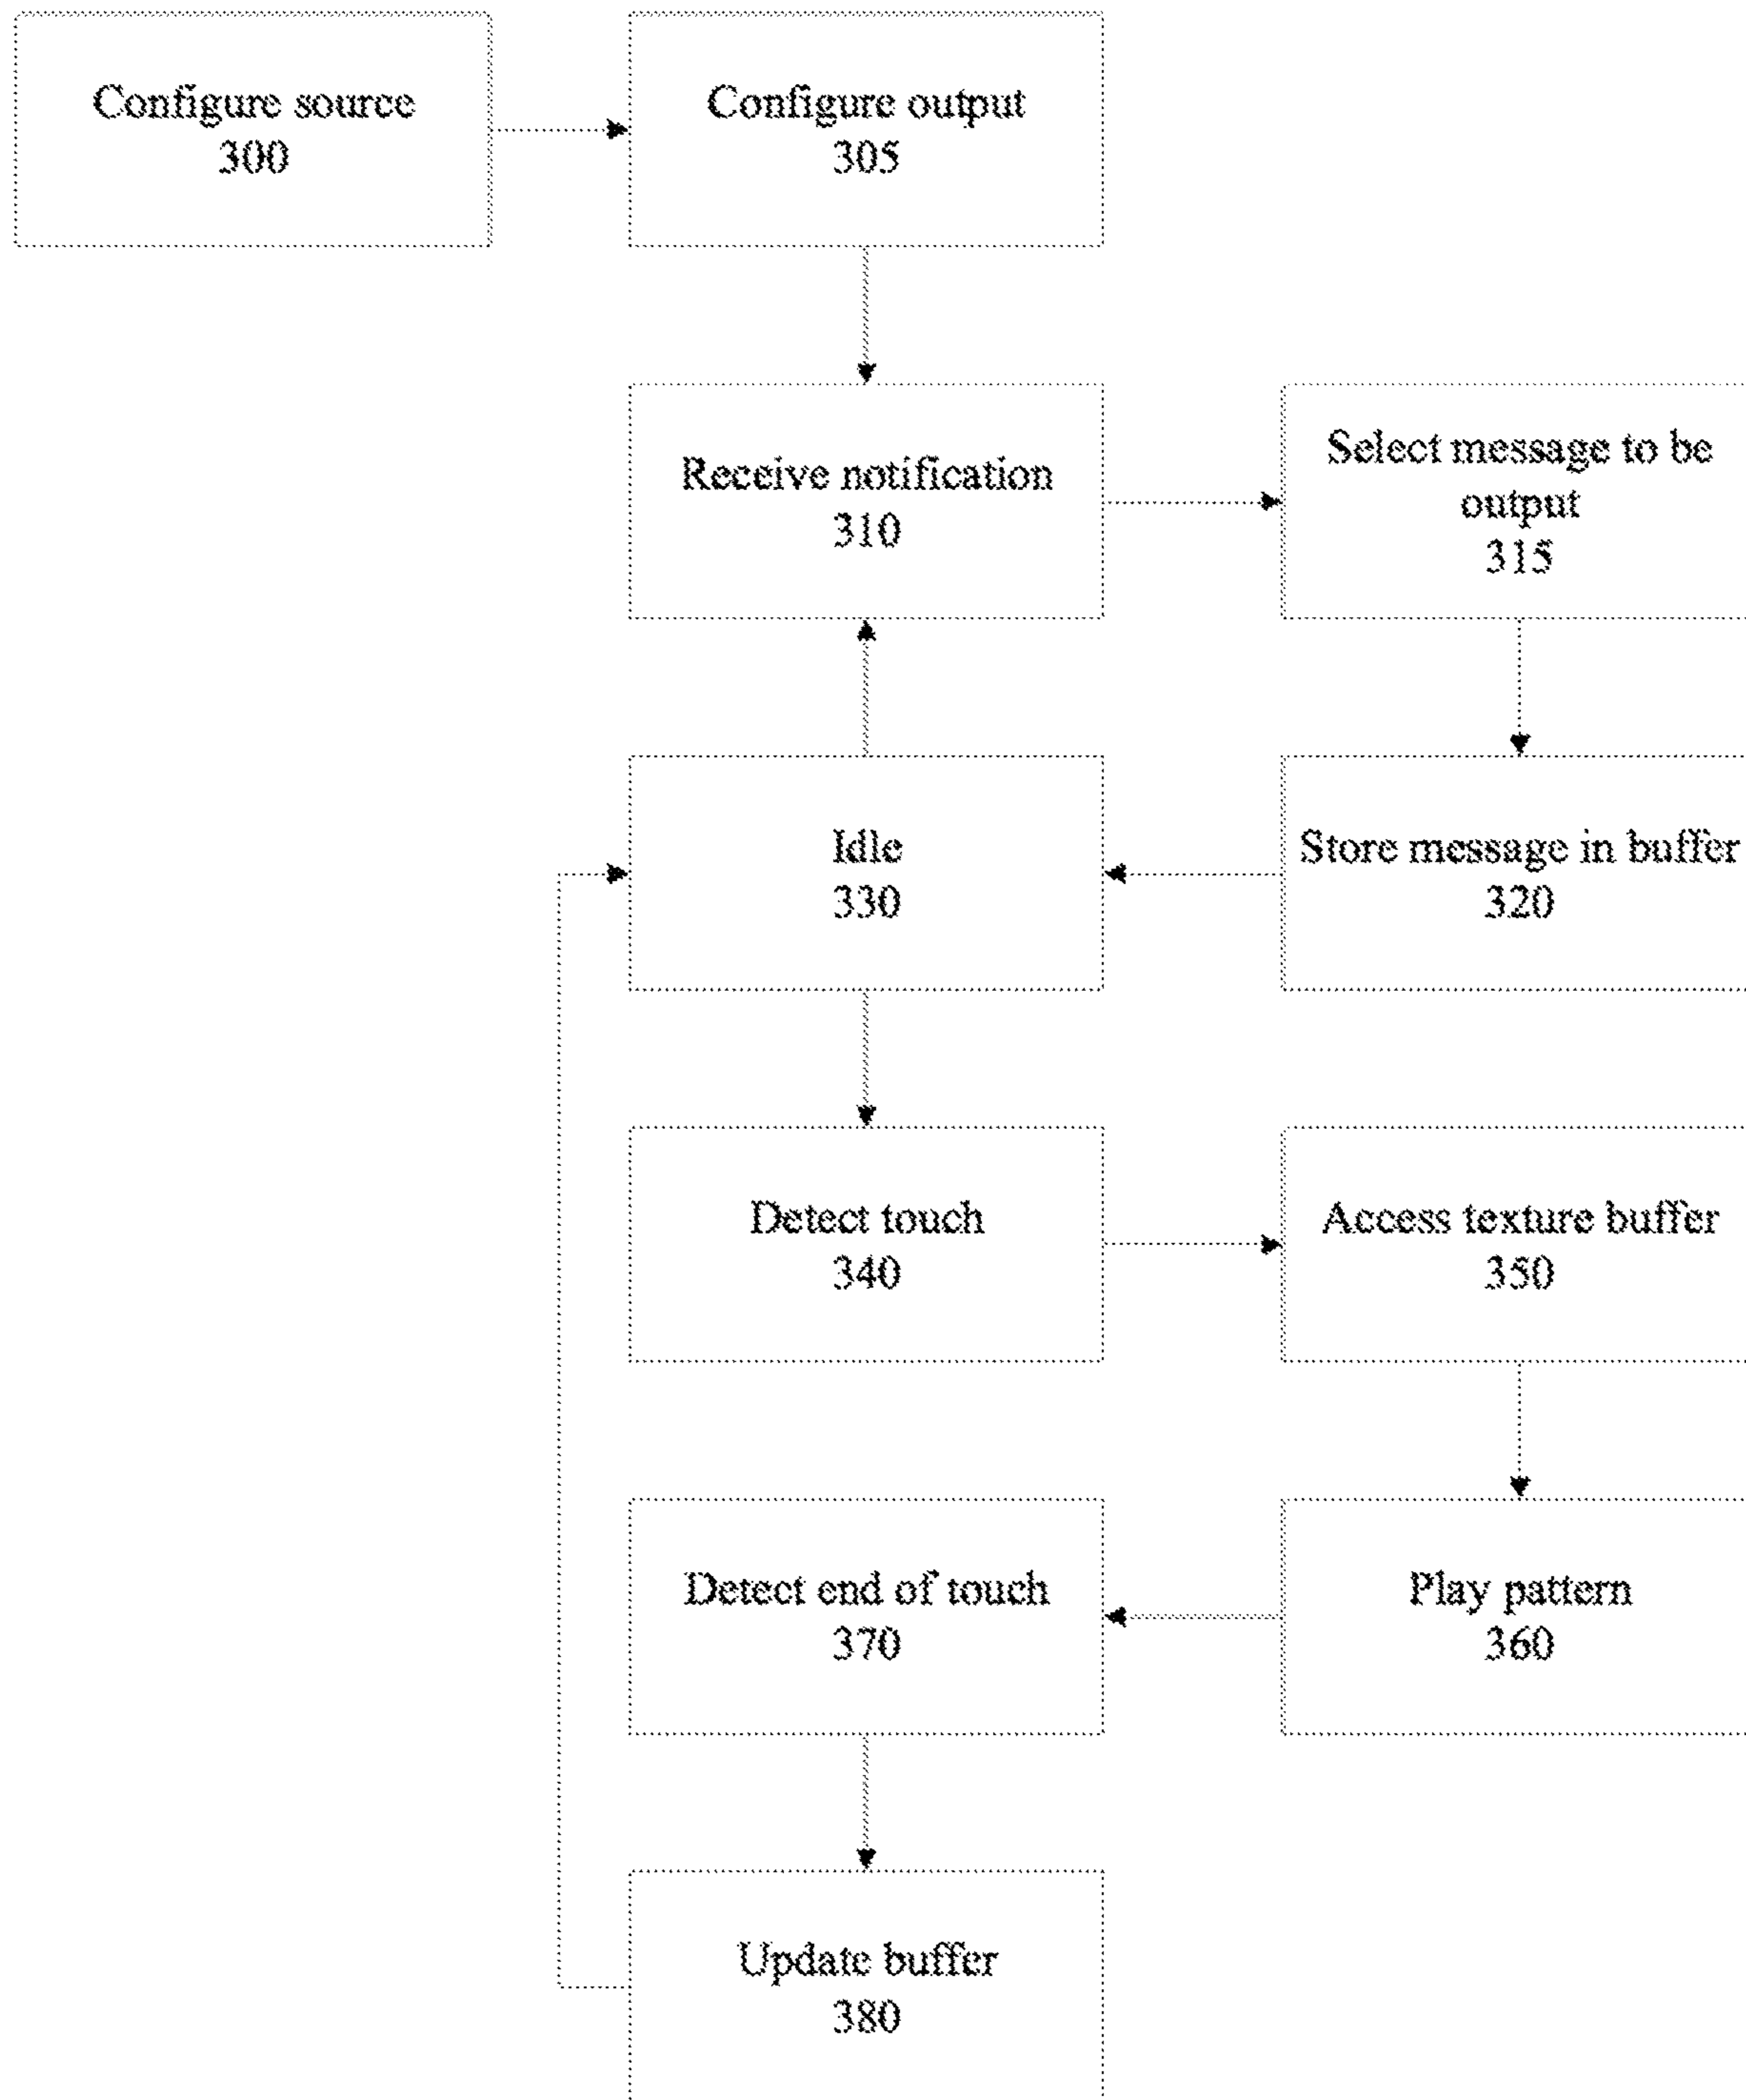 Configure source
300
Configure output
305
Receive notification
310
Select message to be
output
315
Idle
330
Store message in buffer
320
Detect touch
340
Access texture buffer
350
Detect end of touch
370
Play pattern
360
Update buffer
380